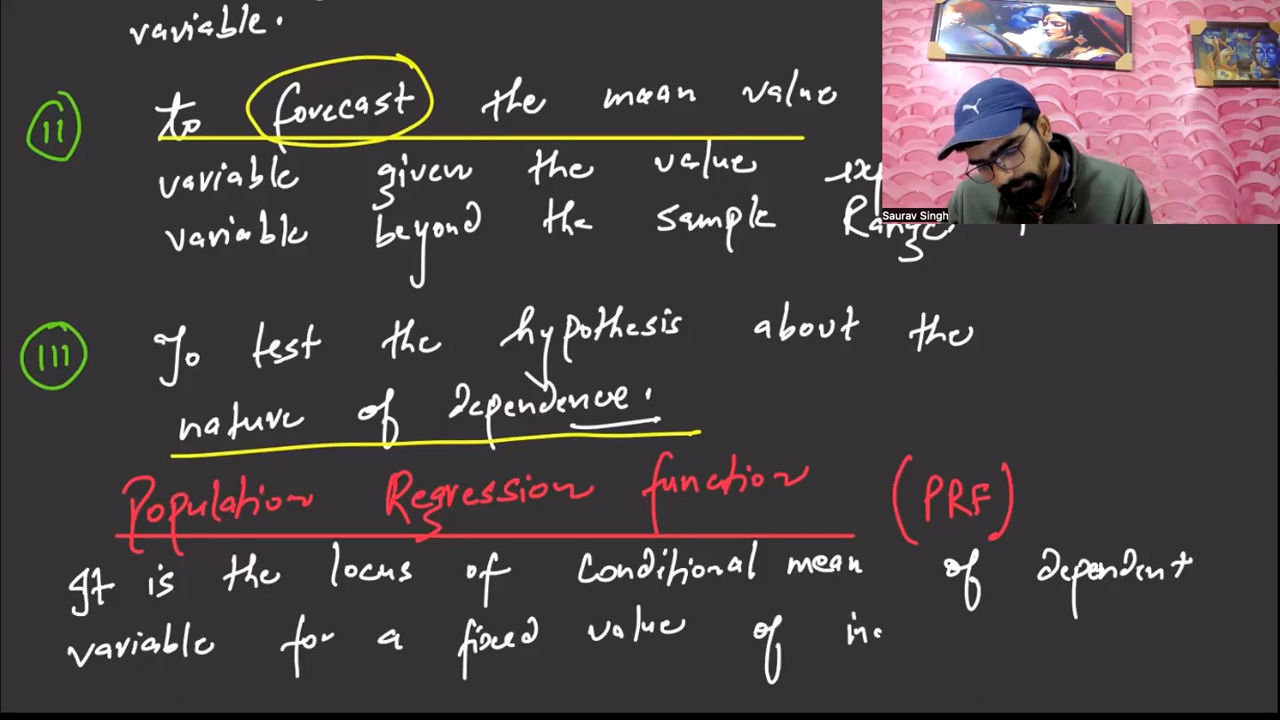 variable.
II
to forecast the mean value
variable given the value
variable beyond the sample Range
Saurav Singh
III
To test the hypothesis about the
nature of dependence.
Population Regression function (PRF)
It is the locus of conditional mean of dependent
variable for a fixed value of